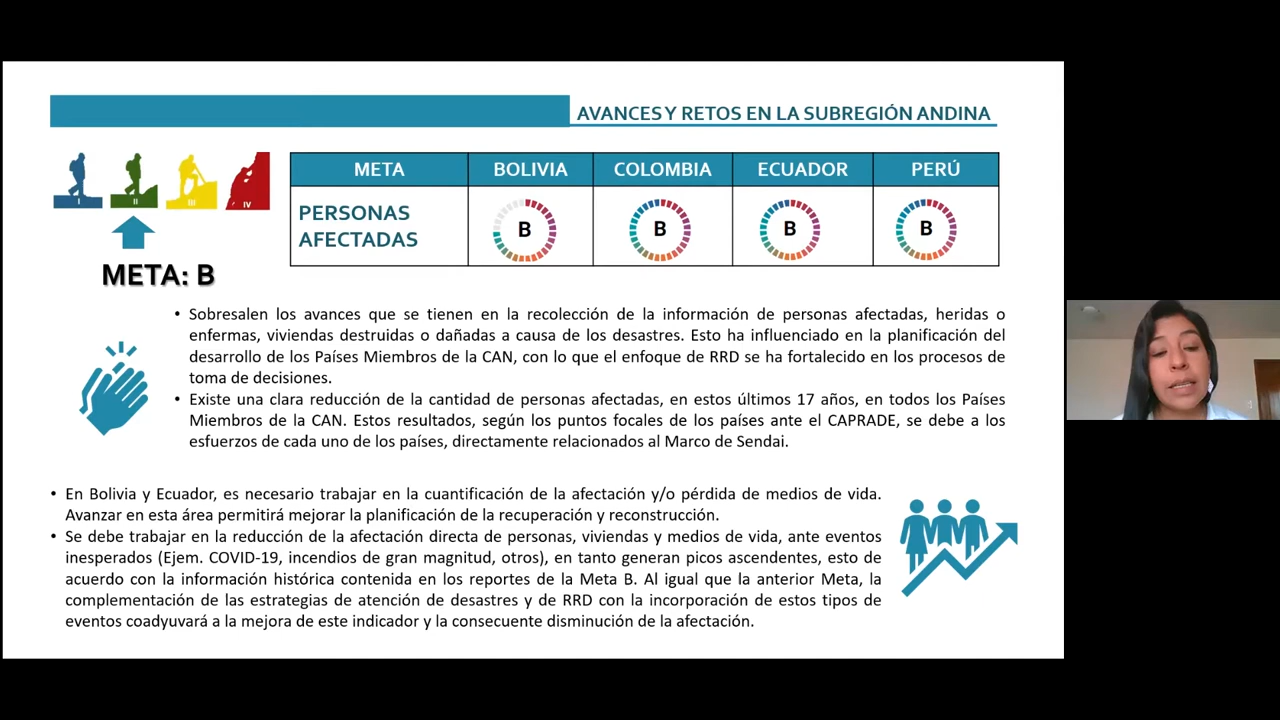 AVANCES Y RETOS EN LA SUBREGIÓN ANDINA
I II III IV
META: B
META BOLIVIA COLOMBIA ECUADOR PERÚ
PERSONAS
AFECTADAS
B B B B
• Sobresalen los avances que se tienen en la recolección de la información de personas afectadas, heridas o
enfermas, viviendas destruidas o dañadas a causa de los desastres. Esto ha influenciado en la planificación del
desarrollo de los Países Miembros de la CAN, con lo que el enfoque de RRD se ha fortalecido en los procesos de
toma de decisiones.
• Existe una clara reducción de la cantidad de personas afectadas, en estos últimos 17 años, en todos los Países
Miembros de la CAN. Estos resultados, según los puntos focales de los países ante el CAPRADE, se debe a los
esfuerzos de cada uno de los países, directamente relacionados al Marco de Sendai.
• En Bolivia y Ecuador, es necesario trabajar en la cuantificación de la afectación y/o pérdida de medios de vida.
Avanzar en esta área permitirá mejorar la planificación de la recuperación y reconstrucción.
• Se debe trabajar en la reducción de la afectación directa de personas, viviendas y medios de vida, ante eventos
inesperados (Ejem. COVID-19, incendios de gran magnitud, otros), en tanto generan picos ascendentes, esto de
acuerdo con la información histórica contenida en los reportes de la Meta B. Al igual que la anterior Meta, la
complementación de las estrategias de atención de desastres y de RRD con la incorporación de estos tipos de
eventos coadyuvará a la mejora de este indicador y la consecuente disminución de la afectación.